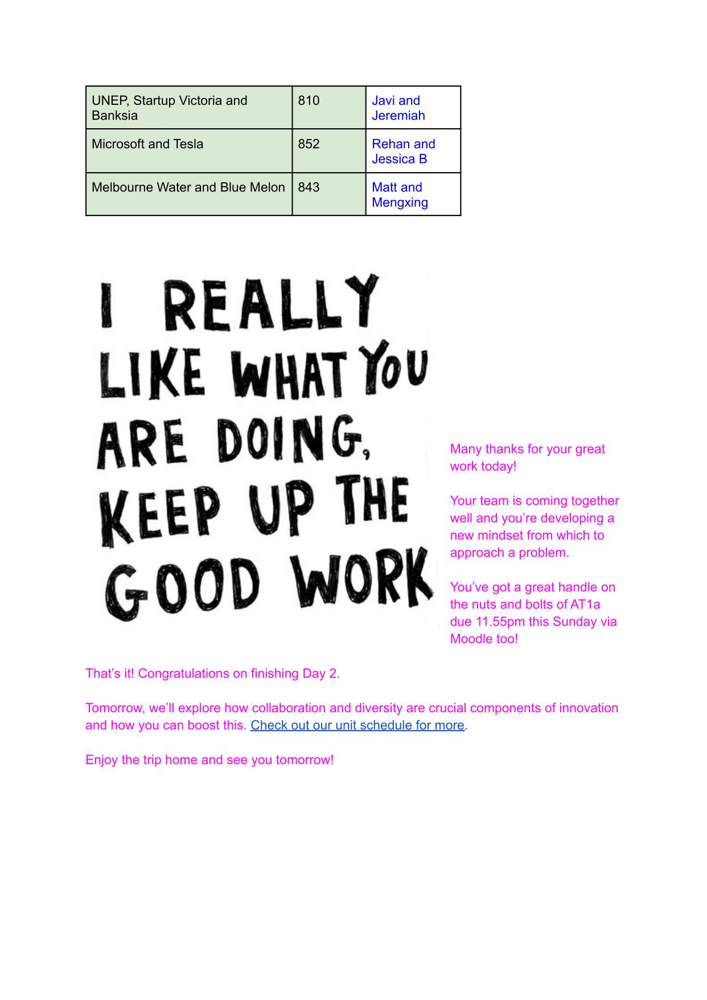 UNEP, Startup Victoria and
Banksia
810
Javi and
Jeremiah
Microsoft and Tesla
852
Rehan and
Jessica B
Melbourne Water and Blue Melon
843
Matt and
Mengxing
I REALLY
LIKE WHAT YOU
ARE DOING,
KEEP UP THE
GOOD WORK
Many thanks for your great
work today!
Your team is coming together
well and you’re developing a
new mindset from which to
approach a problem.
You’ve got a great handle on
the nuts and bolts of AT1a
due 11.55pm this Sunday via
Moodle too!
That’s it! Congratulations on finishing Day 2.
Tomorrow, we’ll explore how collaboration and diversity are crucial components of innovation
and how you can boost this. Check out our unit schedule for more.
Enjoy the trip home and see you tomorrow!